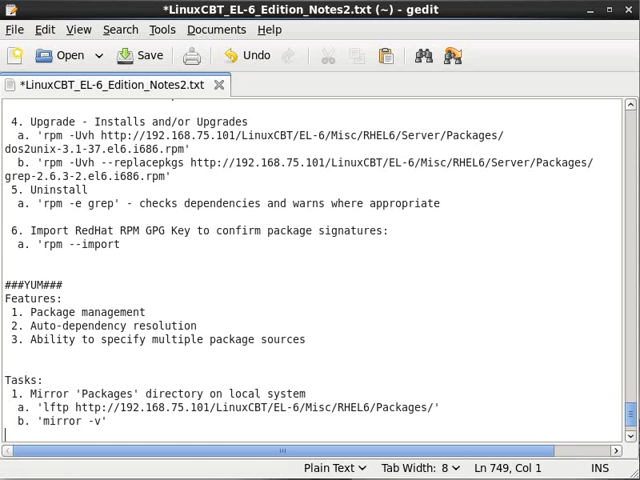 *LinuxCBT_EL-6_Edition_Notes2.txt (~) - gedit
File Edit View Search Tools Documents Help
Open Save Undo
*LinuxCBT_EL-6_Edition_Notes2.txt
4. Upgrade - Installs and/or Upgrades
a. 'rpm -Uvh http://192.168.75.101/LinuxCBT/EL-6/Misc/RHEL6/Server/Packages/
dos2unix-3.1-37.el6.i686.rpm'
b. 'rpm -Uvh --replacepkgs http://192.168.75.101/LinuxCBT/EL-6/Misc/RHEL6/Server/Packages/
grep-2.6.3-2.el6.i686.rpm'
5. Uninstall
a. 'rpm -e grep' - checks dependencies and warns where appropriate
6. Import RedHat RPM GPG Key to confirm package signatures:
a. 'rpm --import
###YUM###
Features:
1. Package management
2. Auto-dependency resolution
3. Ability to specify multiple package sources
Tasks:
1. Mirror 'Packages' directory on local system
a. 'lftp http://192.168.75.101/LinuxCBT/EL-6/Misc/RHEL6/Packages/'
b. 'mirror -v'
Plain Text Tab Width: 8 Ln 749, Col 1 INS